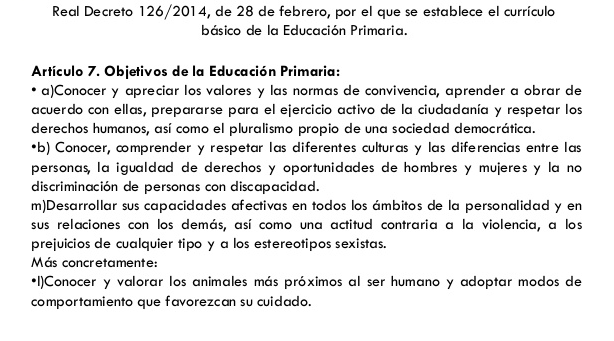 Real Decreto 126/2014, de 28 de febrero, por el que se establece el currículo
básico de la Educación Primaria.
Artículo 7. Objetivos de la Educación Primaria:
• a)Conocer y apreciar los valores y las normas de convivencia, aprender a obrar de
acuerdo con ellas, prepararse para el ejercicio activo de la ciudadanía y respetar los
derechos humanos, así como el pluralismo propio de una sociedad democrática.
•b) Conocer, comprender y respetar las diferentes culturas y las diferencias entre las
personas, la igualdad de derechos y oportunidades de hombres y mujeres y la no
discriminación de personas con discapacidad.
m)Desarrollar sus capacidades afectivas en todos los ámbitos de la personalidad y en
sus relaciones con los demás, así como una actitud contraria a la violencia, a los
prejuicios de cualquier tipo y a los estereotipos sexistas.
Más concretamente:
•l)Conocer y valorar los animales más próximos al ser humano y adoptar modos de
comportamiento que favorezcan su cuidado.